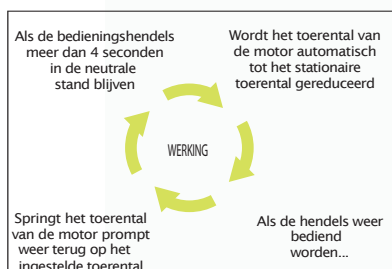 Als de bedieningshendels
meer dan 4 seconden
in de neutrale
stand blijven
Wordt het toerental van
de motor automatisch
tot het stationaire
toerental gereduceerd
WERKING
Als de hendels weer
bediend
worden...
Springt het toerental
van de motor prompt
weer terug op het
ingestelde toerental